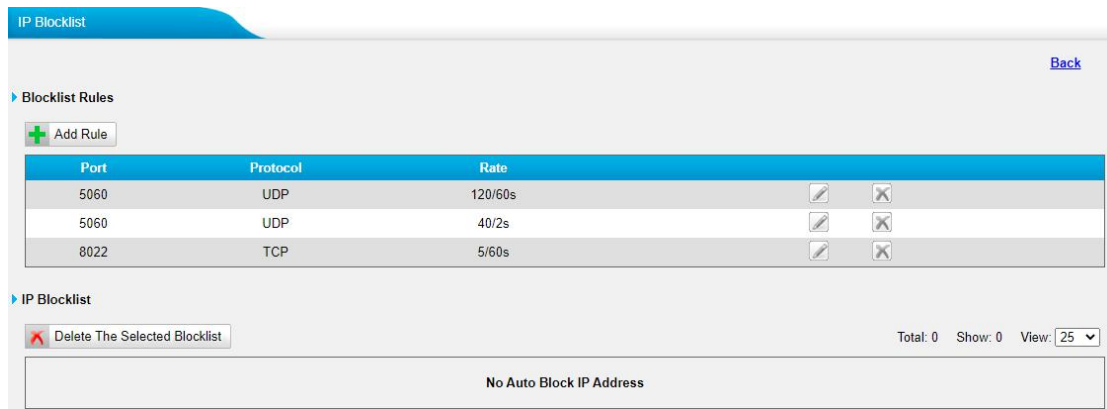 IP Blocklist
Back
Blocklist Rules
Add Rule
Port Protocol Rate
5060 UDP 120/60s
5060 UDP 40/2s
8022 TCP 5/60s
IP Blocklist
Delete The Selected Blocklist Total: 0 Show: 0 View: 25
No Auto Block IP Address